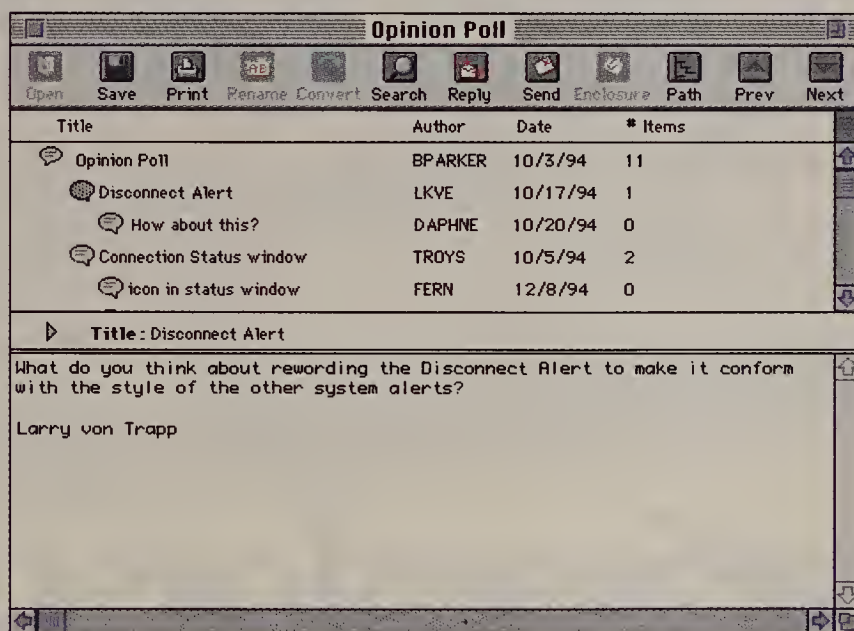 Opinion Poll
Open Save Print Rename Convert Search Reply Send Enclosure Path Prev Next
Title Author Date # Items
Opinion Poll BPARKER 10/3/94 11
Disconnect Alert LKVE 10/17/94 1
How about this? DAPHNE 10/20/94 0
Connection Status window TROYS 10/5/94 2
icon in status window FERN 12/8/94 0
Title: Disconnect Alert
What do you think about rewording the Disconnect Alert to make it conform
with the style of the other system alerts?
Larry von Trapp